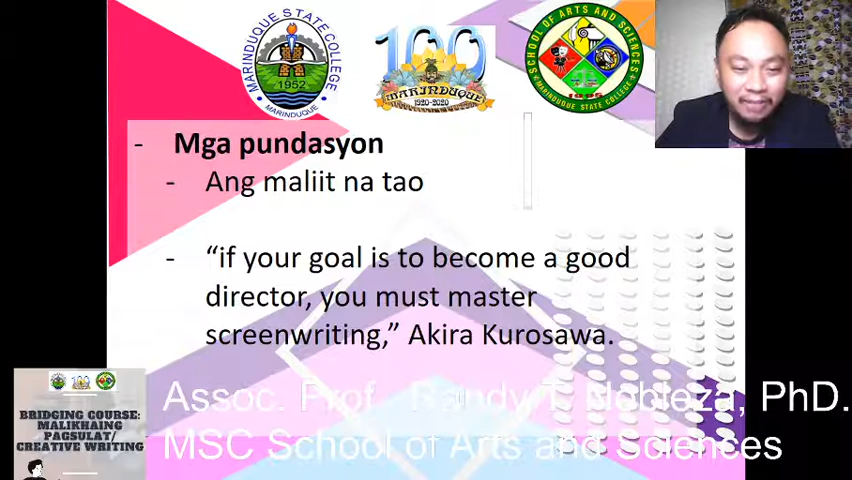 MARINDUQUE STATE COLLEGE
1952
MARINDUQUE
100
MARINDUQUE
1920-2020
SCHOOL OF ARTS AND SCIENCES
MARINDUQUE STATE COLLEGE
- Mga pundasyon
- Ang maliit na tao
- “if your goal is to become a good
director, you must master
screenwriting,” Akira Kurosawa.
BRIDGING COURSE:
MALIKHAING
PAGSULAT/
CREATIVE WRITING
Assoc. Prof. Randy T. Nobleza, PhD.
MSC School of Arts and Sciences